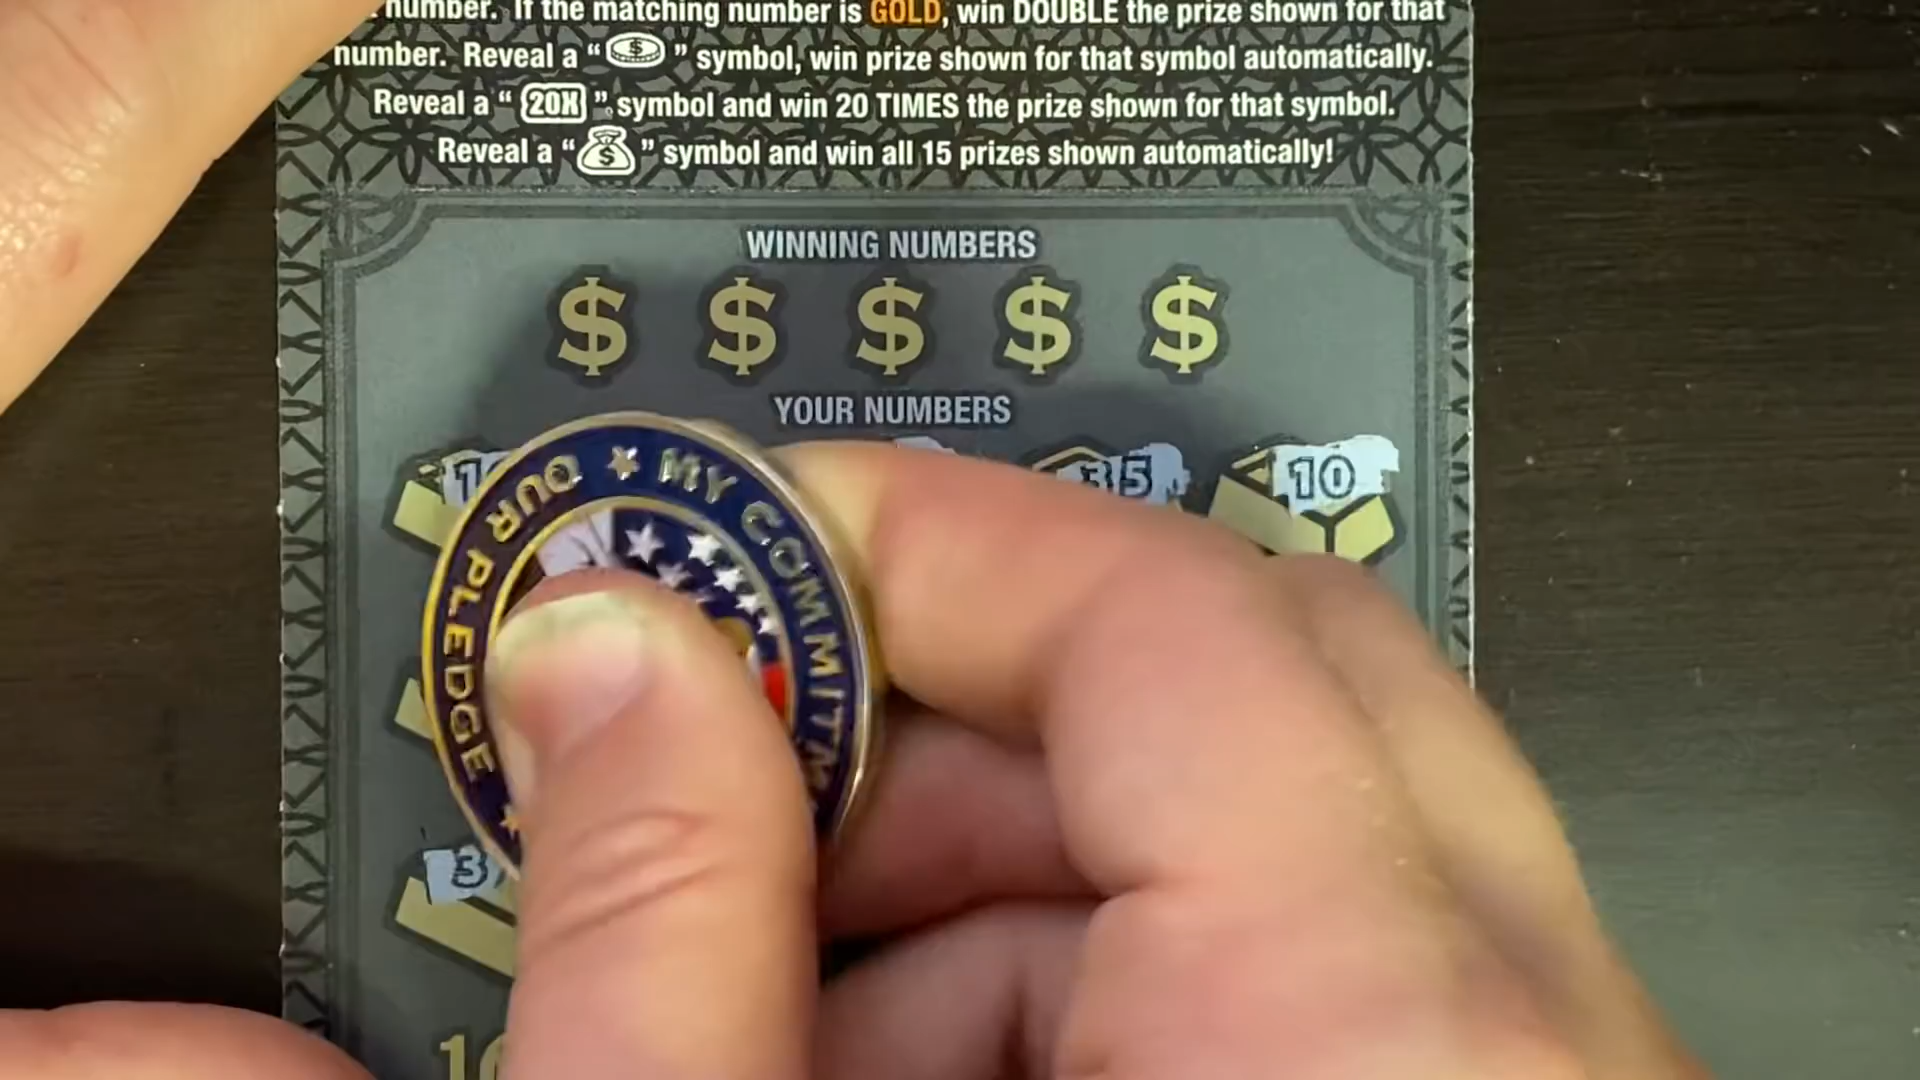 number. If the matching number is GOLD, win DOUBLE the prize shown for that
number. Reveal a “ $ ” symbol, win prize shown for that symbol automatically.
Reveal a “ 20X ” symbol and win 20 TIMES the prize shown for that symbol.
Reveal a “ $ ” symbol and win all 15 prizes shown automatically!
WINNING NUMBERS
$ $ $ $ $
YOUR NUMBERS
35 10
OUR PLEDGE ★ MY COMMITM